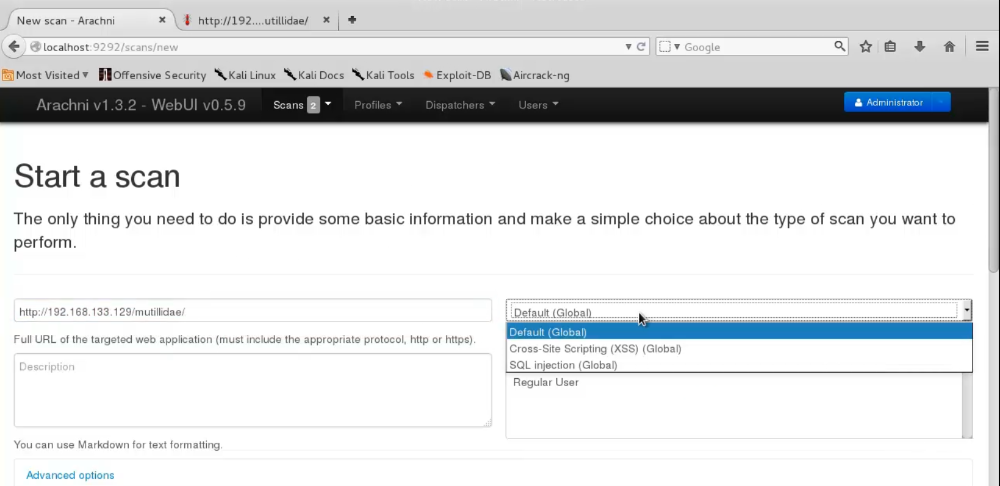 New scan - Arachni
http://192....utillidae/
localhost:9292/scans/new
Google
Most Visited
Offensive Security
Kali Linux
Kali Docs
Kali Tools
Exploit-DB
Aircrack-ng
Arachni v1.3.2 - WebUI v0.5.9
Scans 2
Profiles
Dispatchers
Users
Administrator
Start a scan
The only thing you need to do is provide some basic information and make a simple choice about the type of scan you want to
perform.
http://192.168.133.129/mutillidae/
Default (Global)
Default (Global)
Full URL of the targeted web application (must include the appropriate protocol, http or https).
Cross-Site Scripting (XSS) (Global)
SQL injection (Global)
Description
Regular User
You can use Markdown for text formatting.
Advanced options